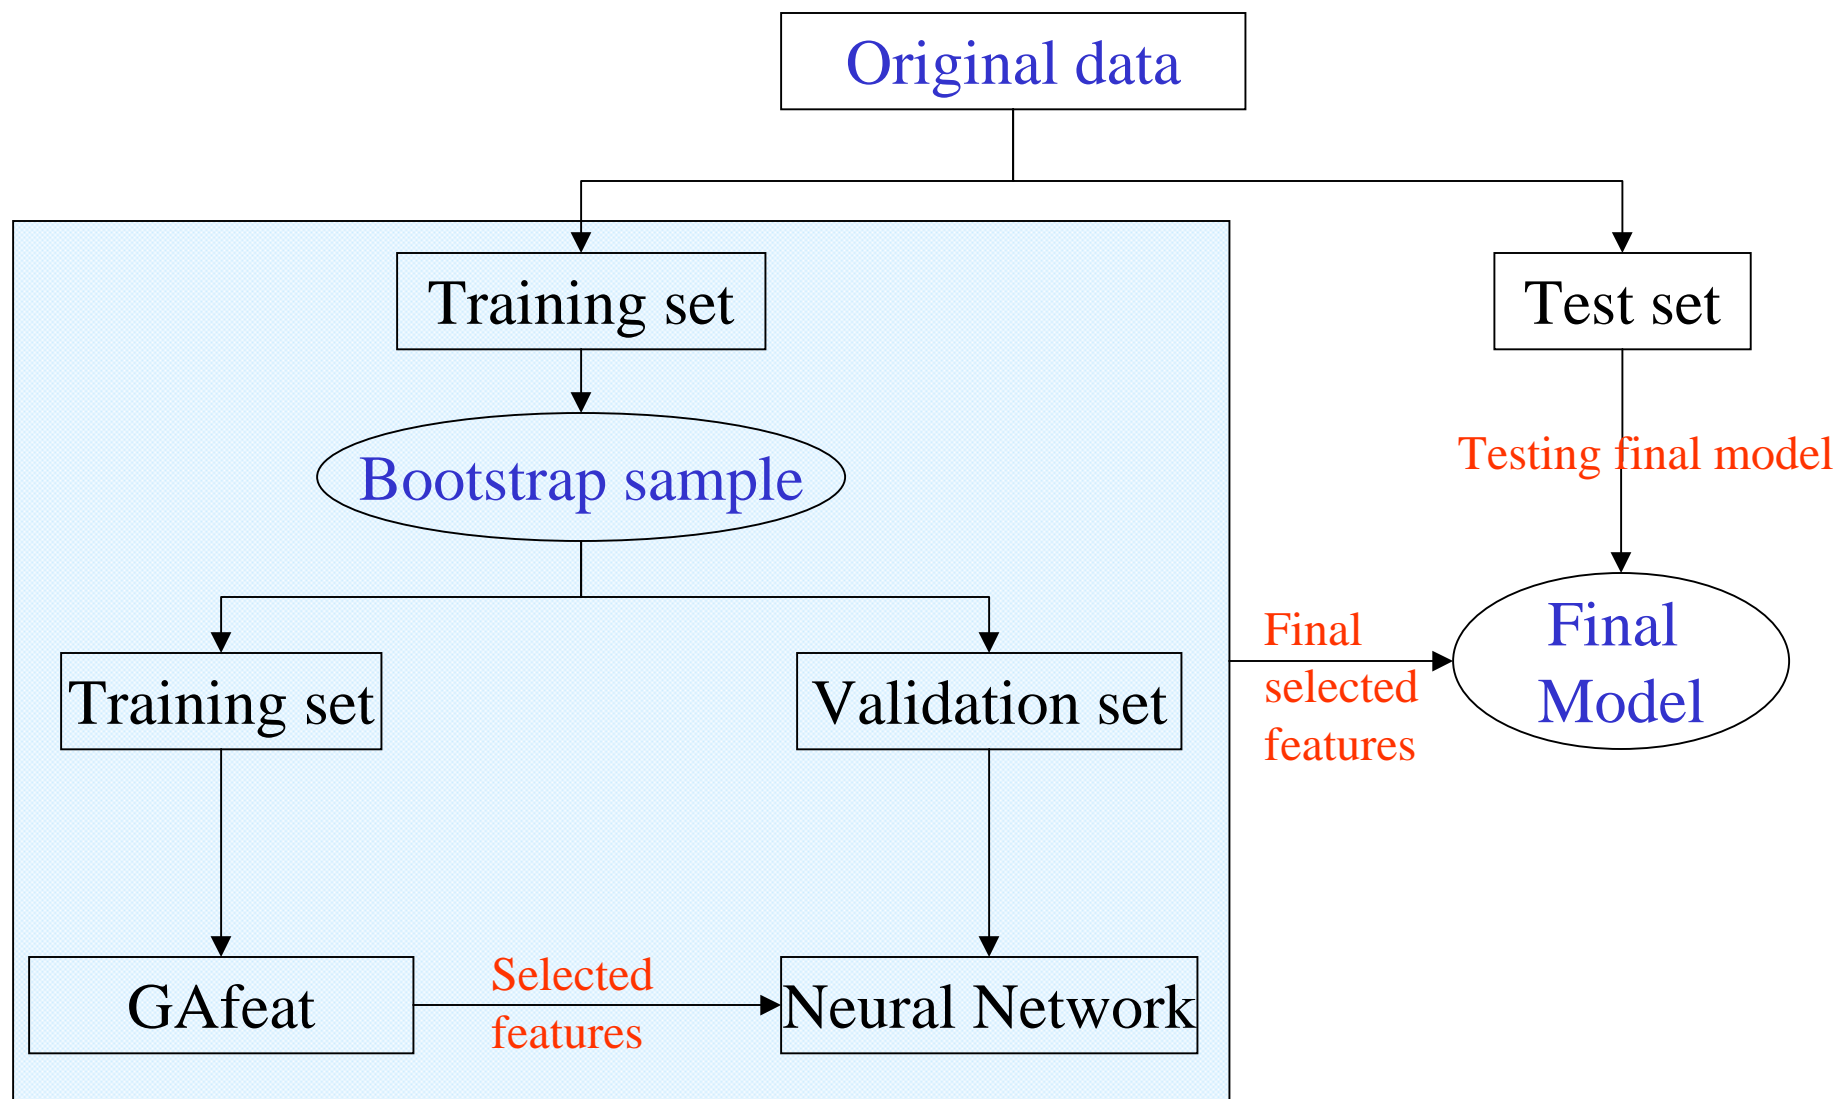 Original data
Training set
Test set
Bootstrap sample
Testing final model
Training set
Validation set
Final
selected
features
Final
Model
GAfeat
Selected
features
Neural Network